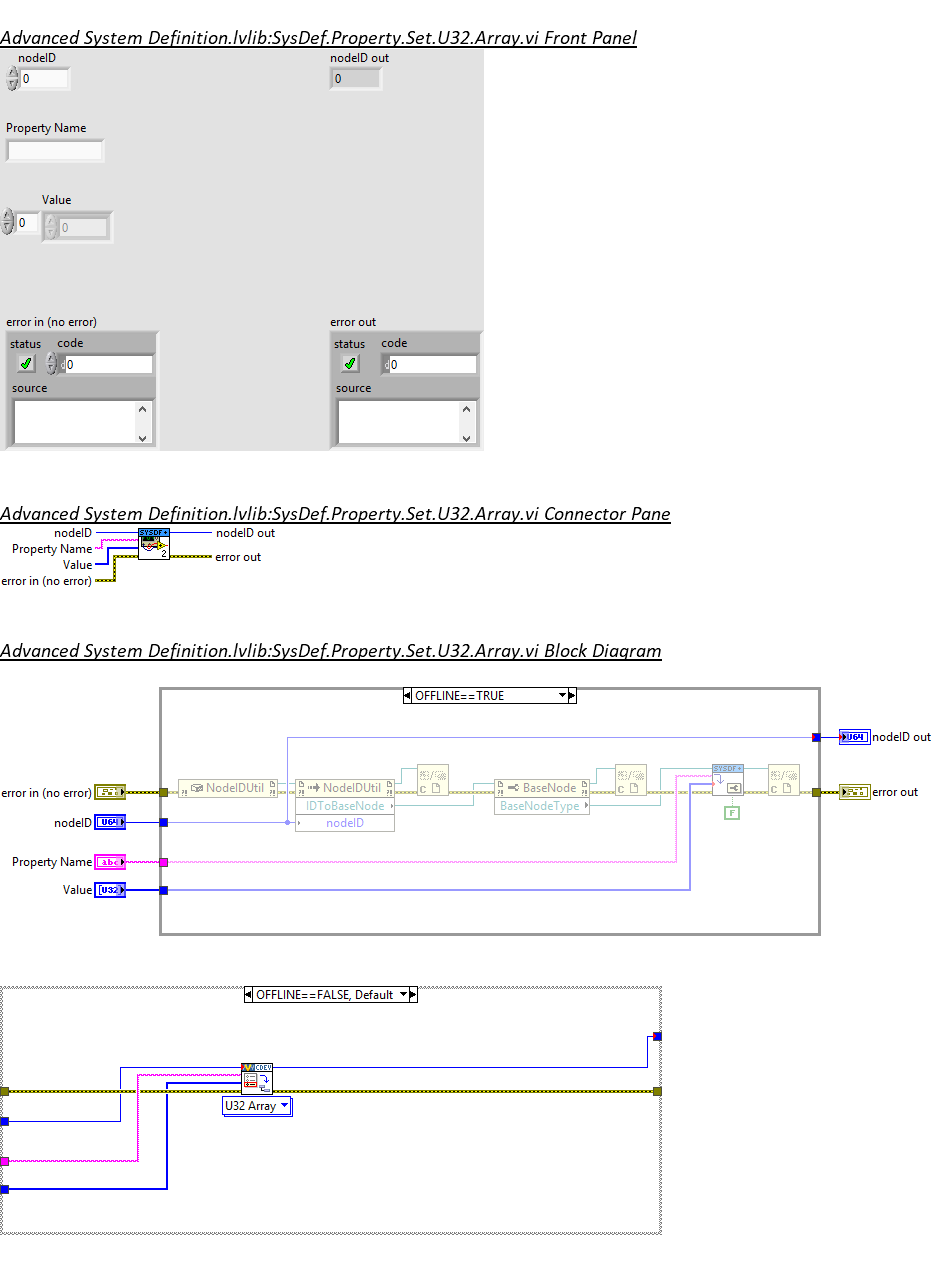 Advanced System Definition.lvlib:SysDef.Property.Set.U32.Array.vi Front Panel
nodeID
nodeID out
0
0
Property Name
Value
0
0
error in (no error)
error out
status code
status code
d0
d0
source
source
Advanced System Definition.lvlib:SysDef.Property.Set.U32.Array.vi Connector Pane
nodeID
SYSDF+
nodeID out
Property Name
Value
2
error out
error in (no error)
Advanced System Definition.lvlib:SysDef.Property.Set.U32.Array.vi Block Diagram
OFFLINE==TRUE
U64 nodeID out
error in (no error)
NodeIDUtil
NodeIDUtil
IDToBaseNode
nodeID
C
BaseNode
BaseNodeType
C
SYSDF+
F
C
error out
nodeID U64
Property Name abc
Value [U32]
OFFLINE==FALSE, Default
CDEV
U32 Array